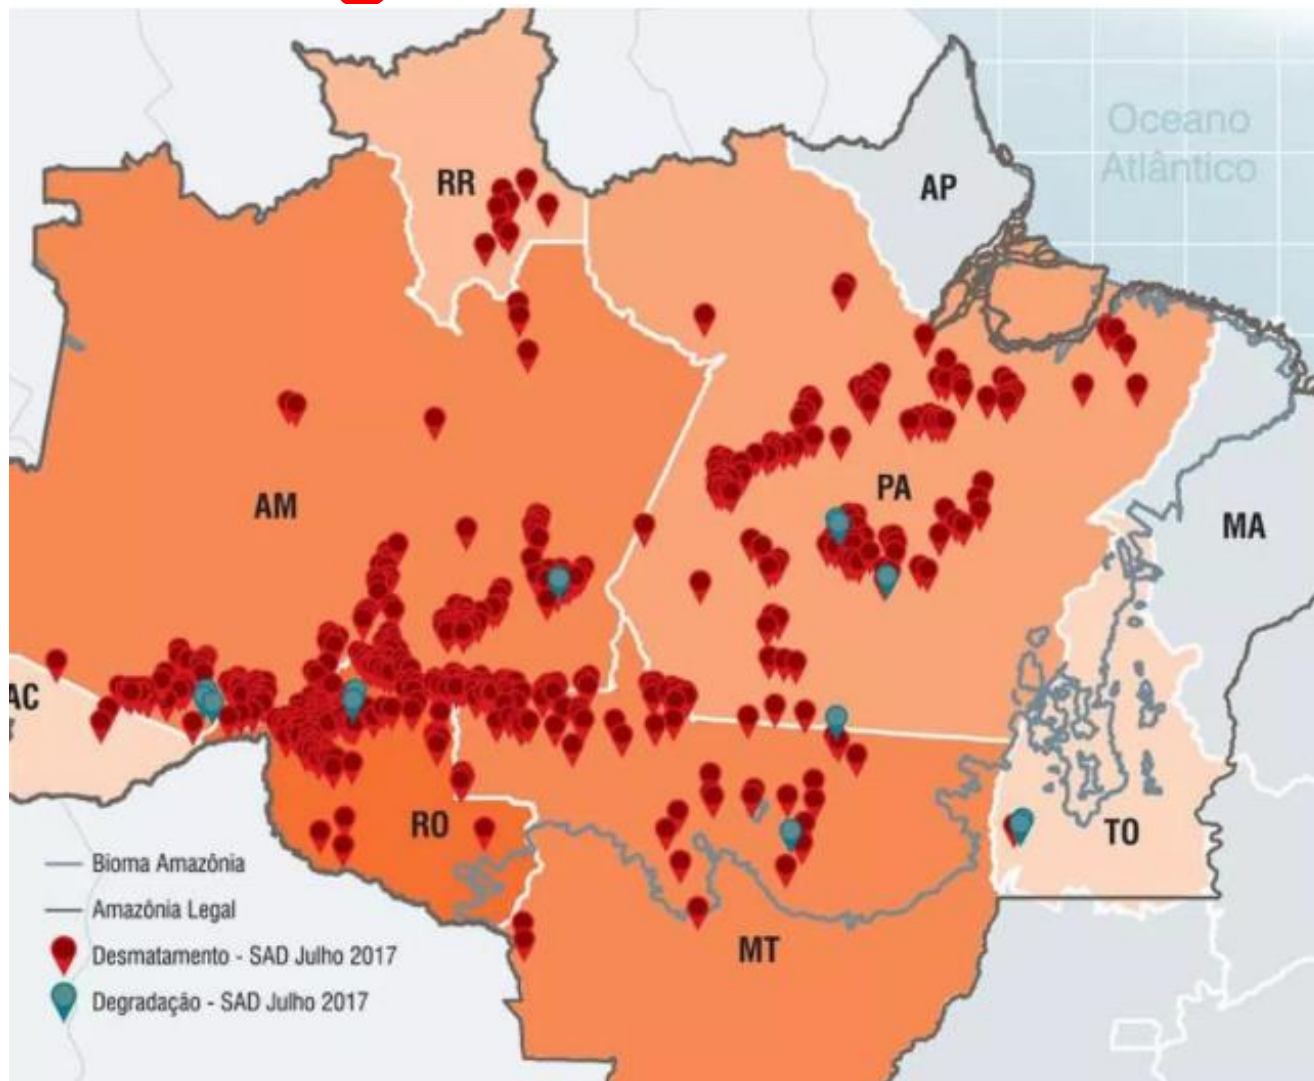 Oceano
Atlântico
RR
AP
AM
PA
MA
AC
RO
TO
MT
Bioma Amazônia
Amazônia Legal
Desmatamento - SAD Julho 2017
Degradação - SAD Julho 2017